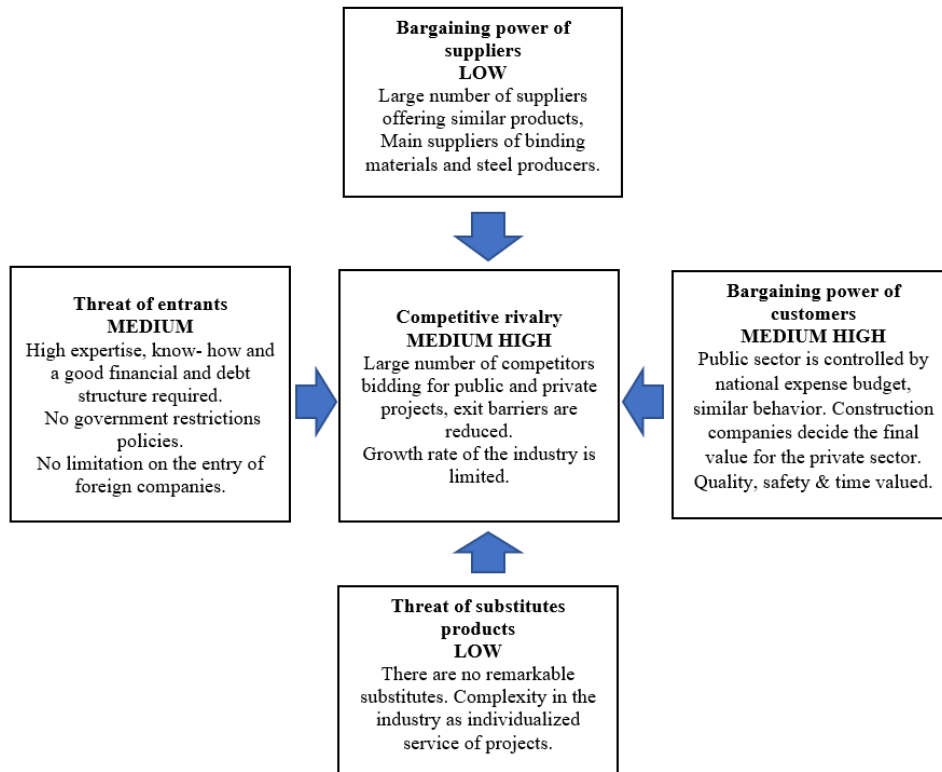 Bargaining power of
suppliers
LOW
Large number of suppliers
offering similar products,
Main suppliers of binding
materials and steel producers.
Threat of entrants
MEDIUM
High expertise, know- how and
a good financial and debt
structure required.
No government restrictions
policies.
No limitation on the entry of
foreign companies.
Competitive rivalry
MEDIUM HIGH
Large number of competitors
bidding for public and private
projects, exit barriers are
reduced.
Growth rate of the industry is
limited.
Bargaining power of
customers
MEDIUM HIGH
Public sector is controlled by
national expense budget,
similar behavior. Construction
companies decide the final
value for the private sector.
Quality, safety & time valued.
Threat of substitutes
products
LOW
There are no remarkable
substitutes. Complexity in the
industry as individualized
service of projects.